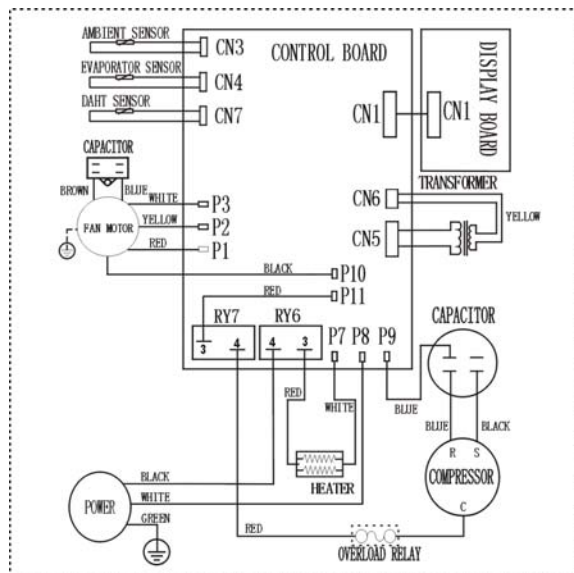 AMBIENT SENSOR
CN3
CONTROL BOARD
DISPLAY BOARD
EVAPORATOR SENSOR
CN4
DAHT SENSOR
CN7
CN1
CN1
CAPACITOR
BROWN
BLUE
WHITE
P3
CN6
TRANSFORMER
YELLOW
P2
YELLOW
FAN MOTOR
CN5
RED
P1
BLACK
P10
RED
P11
RY7
RY6
P7
P8
P9
CAPACITOR
3
4
4
3
RED
WHITE
BLUE
BLUE
BLACK
R
S
HEATER
COMPRESSOR
BLACK
POWER
WHITE
C
GREEN
RED
OVERLOAD RELAY